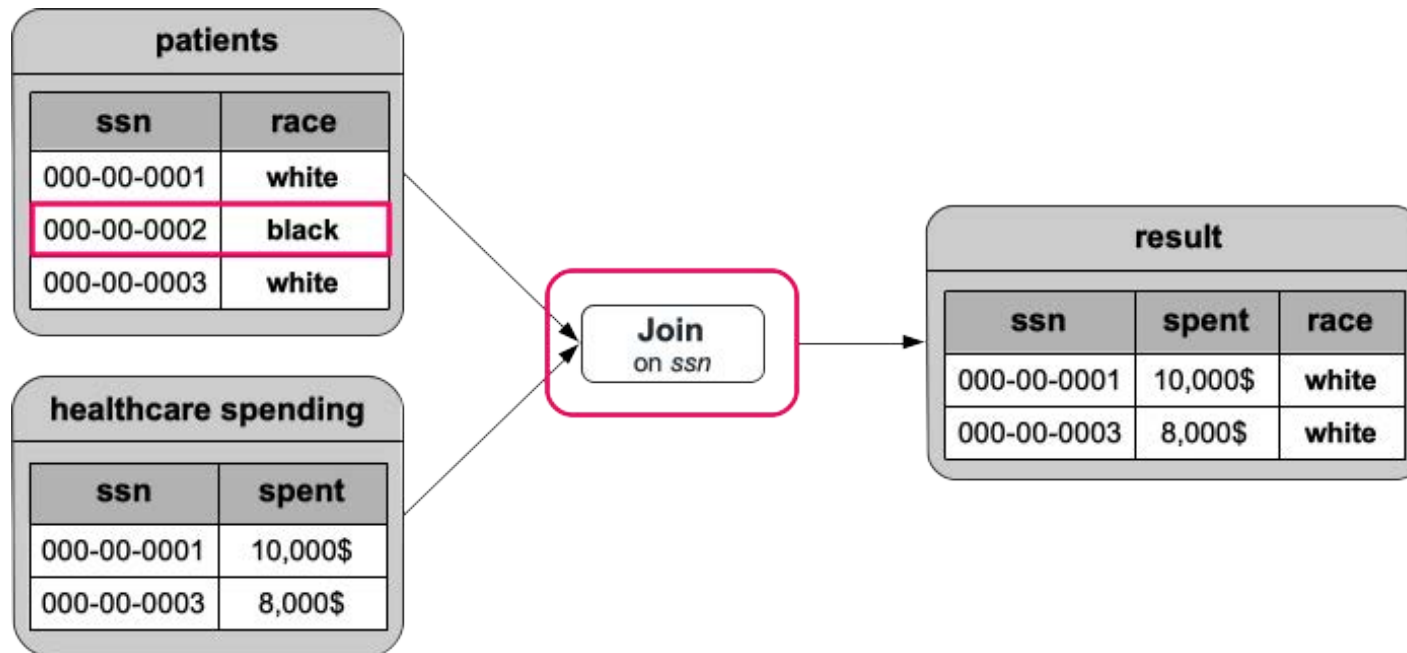 patients
ssn race
000-00-0001 white
000-00-0002 black
000-00-0003 white
healthcare spending
ssn spent
000-00-0001 10,000$
000-00-0003 8,000$
Join
on ssn
result
ssn spent race
000-00-0001 10,000$ white
000-00-0003 8,000$ white